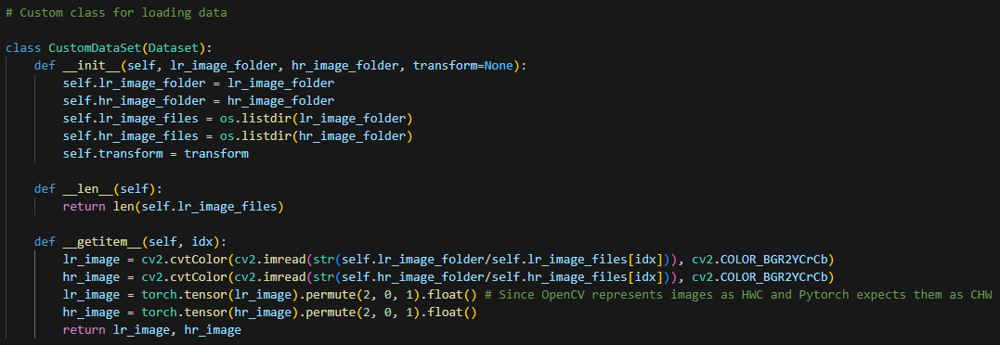 # Custom class for loading data
class CustomDataSet(Dataset):
def __init__(self, lr_image_folder, hr_image_folder, transform=None):
self.lr_image_folder = lr_image_folder
self.hr_image_folder = hr_image_folder
self.lr_image_files = os.listdir(lr_image_folder)
self.hr_image_files = os.listdir(hr_image_folder)
self.transform = transform
def __len__(self):
return len(self.lr_image_files)
def __getitem__(self, idx):
lr_image = cv2.cvtColor(cv2.imread(str(self.lr_image_folder/self.lr_image_files[idx])), cv2.COLOR_BGR2YCrCb)
hr_image = cv2.cvtColor(cv2.imread(str(self.hr_image_folder/self.hr_image_files[idx])), cv2.COLOR_BGR2YCrCb)
lr_image = torch.tensor(lr_image).permute(2, 0, 1).float() # Since OpenCV represents images as HWC and Pytorch expects them as CHW
hr_image = torch.tensor(hr_image).permute(2, 0, 1).float()
return lr_image, hr_image